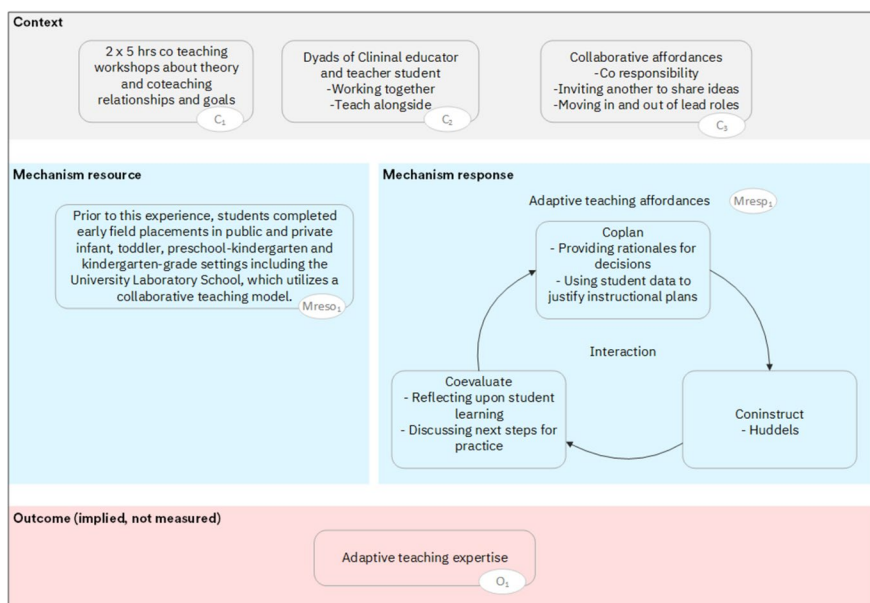 Context
2 x 5 hrs co teaching
workshops about theory
and coteaching
relationships and goals
C₁
Dyads of Clininal educator
and teacher student
-Working together
-Teach alongside
C₂
Collaborative affordances
-Co responsibility
-Inviting another to share ideas
-Moving in and out of lead roles
C₃
Mechanism resource
Prior to this experience, students completed
early field placements in public and private
infant, toddler, preschool-kindergarten and
kindergarten-grade settings including the
University Laboratory School, which utilizes a
collaborative teaching model.
Mreso₁
Mechanism response
Adaptive teaching affordances
Mresp₁
Coplan
- Providing rationales for
decisions
- Using student data to
justify instructional plans
Interaction
Coevaluate
- Reflecting upon student
learning
- Discussing next steps for
practice
Coninstruct
- Huddels
Outcome (implied, not measured)
Adaptive teaching expertise
O₁